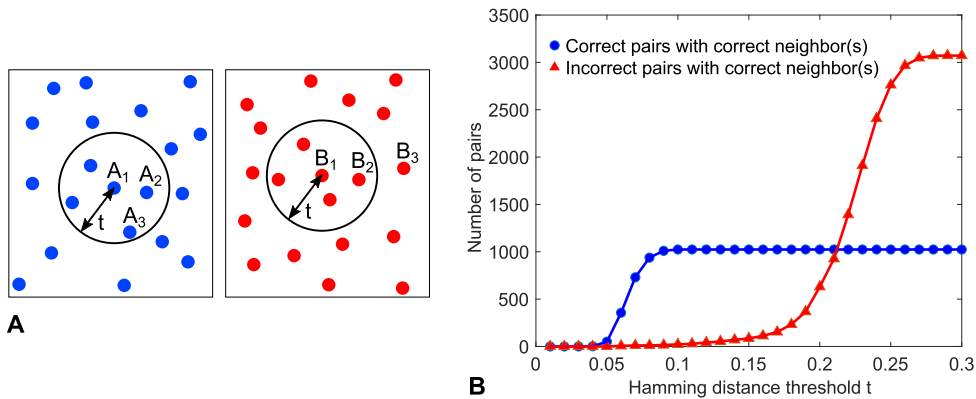 A₁
A₂
A₃
t
B₁
B₂
B₃
t
A
3500
3000
2500
2000
1500
1000
500
0
Number of pairs
Correct pairs with correct neighbor(s)
Incorrect pairs with correct neighbor(s)
0
0.05
0.1
0.15
0.2
0.25
0.3
Hamming distance threshold t
B